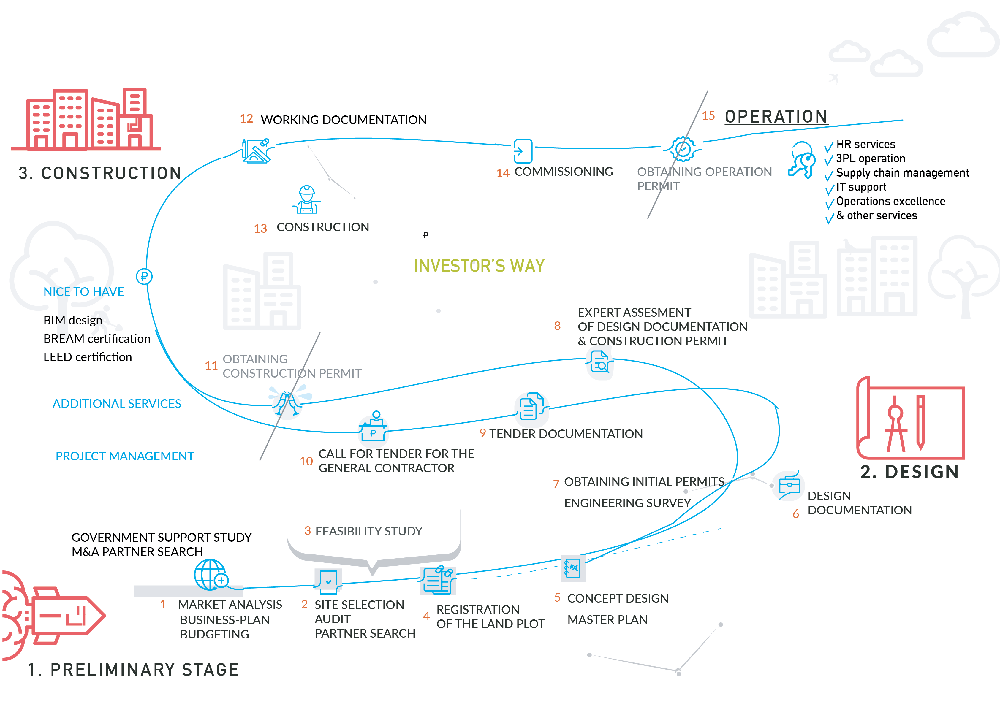 12 WORKING DOCUMENTATION
15 OPERATION
HR services
3PL operation
Supply chain management
IT support
Operations excellence
& other services
3. CONSTRUCTION
14 COMMISSIONING
OBTAINING OPERATION
PERMIT
13 CONSTRUCTION
₽
INVESTOR'S WAY
₽
NICE TO HAVE
BIM design
BREAM certification
LEED certifiction
8 EXPERT ASSESMENT
OF DESIGN DOCUMENTATION
& CONSTRUCTION PERMIT
11 OBTAINING
CONSTRUCTION PERMIT
ADDITIONAL SERVICES
₽
9 TENDER DOCUMENTATION
PROJECT MANAGEMENT
10 CALL FOR TENDER FOR THE
GENERAL CONTRACTOR
2. DESIGN
7 OBTAINING INITIAL PERMITS
ENGINEERING SURVEY
6 DESIGN
DOCUMENTATION
3 FEASIBILITY STUDY
GOVERNMENT SUPPORT STUDY
M&A PARTNER SEARCH
1 MARKET ANALYSIS
BUSINESS-PLAN
BUDGETING
2 SITE SELECTION
AUDIT
PARTNER SEARCH
4 REGISTRATION
OF THE LAND PLOT
5 CONCEPT DESIGN
MASTER PLAN
1. PRELIMINARY STAGE